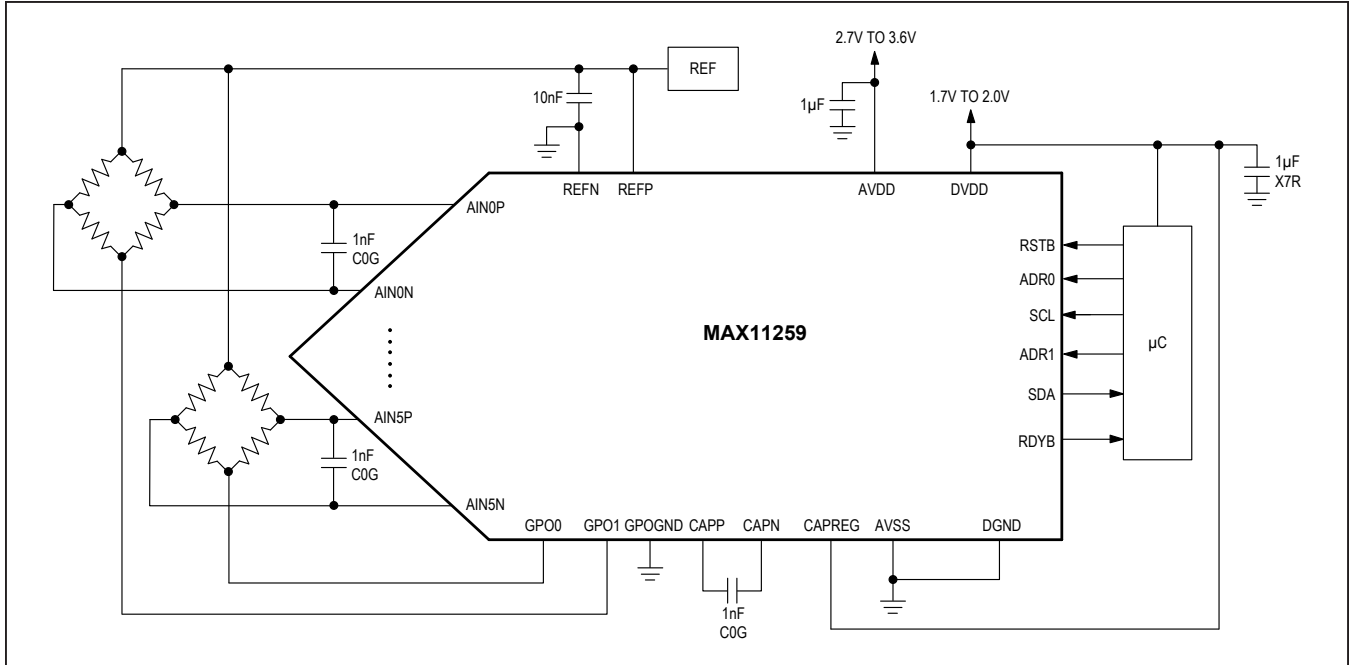 2.7V TO 3.6V
REF
10nF
1µF
1.7V TO 2.0V
1µF
X7R
REFN
REFP
AVDD
DVDD
AIN0P
1nF
C0G
AIN0N
RSTB
ADR0
SCL
ADR1
SDA
RDYB
µC
MAX11259
AIN5P
1nF
C0G
AIN5N
GPO0
GPO1
GPOGND
CAPP
CAPN
CAPREG
AVSS
DGND
1nF
C0G